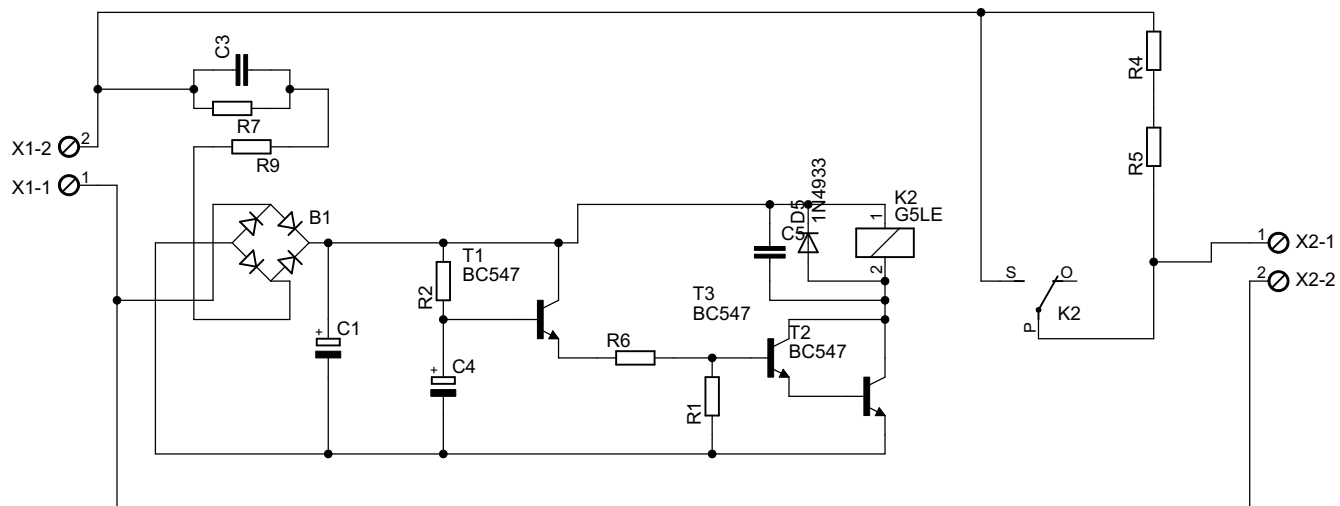 C3
R7
R9
X1-2
2
X1-1
1
B1
+
C1
R2
T1
BC547
+
C4
R6
T3
BC547
R1
T2
BC547
C5
D5
1N4933
K2
G5LE
1
2
S
O
P
K2
R4
R5
1
X2-1
2
X2-2